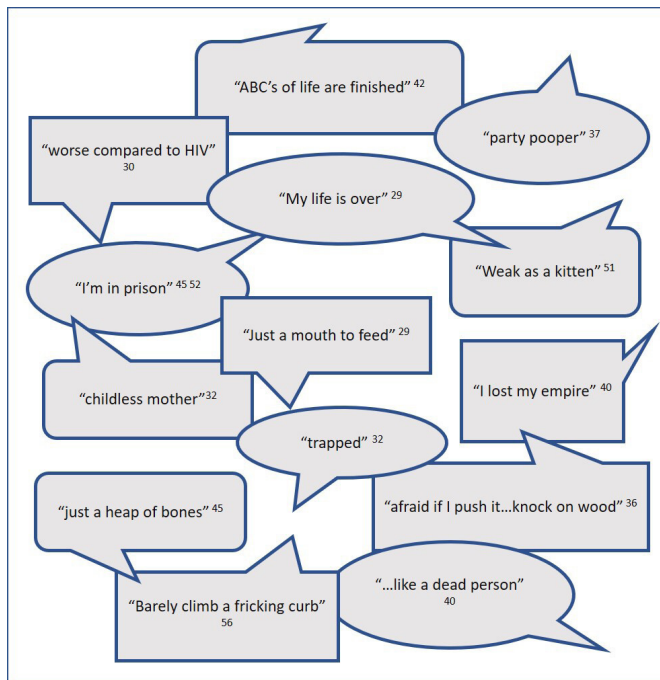 “ABC’s of life are finished” 42
“party pooper” 37
“worse compared to HIV”
30
“My life is over” 29
“Weak as a kitten” 51
“I’m in prison” 45 52
“Just a mouth to feed” 29
“childless mother” 32
“I lost my empire” 40
“trapped” 32
“just a heap of bones” 45
“afraid if I push it…knock on wood” 36
“Barely climb a fricking curb”
56
“…like a dead person”
40